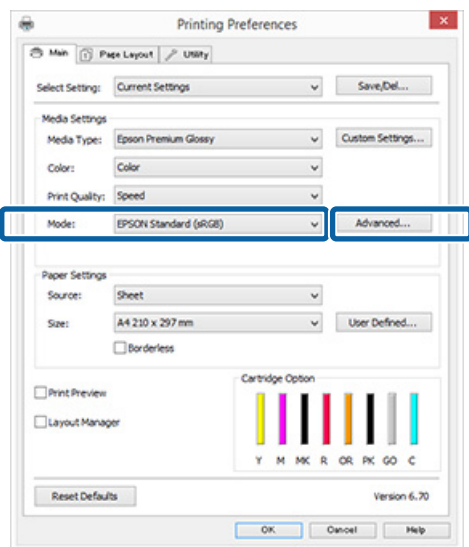 Printing Preferences
Main Page Layout Utility
Select Setting: Current Settings Save/Del...
Media Settings
Media Type: Epson Premium Glossy Custom Settings...
Color: Color
Print Quality: Speed
Mode: EPSON Standard (sRGB) Advanced...
Paper Settings
Source: Sheet
Size: A4 210 x 297 mm User Defined...
Borderless
Print Preview
Layout Manager
Cartridge Option
Y M MK R OR PK GO C
Reset Defaults Version 6.70
OK Cancel Help